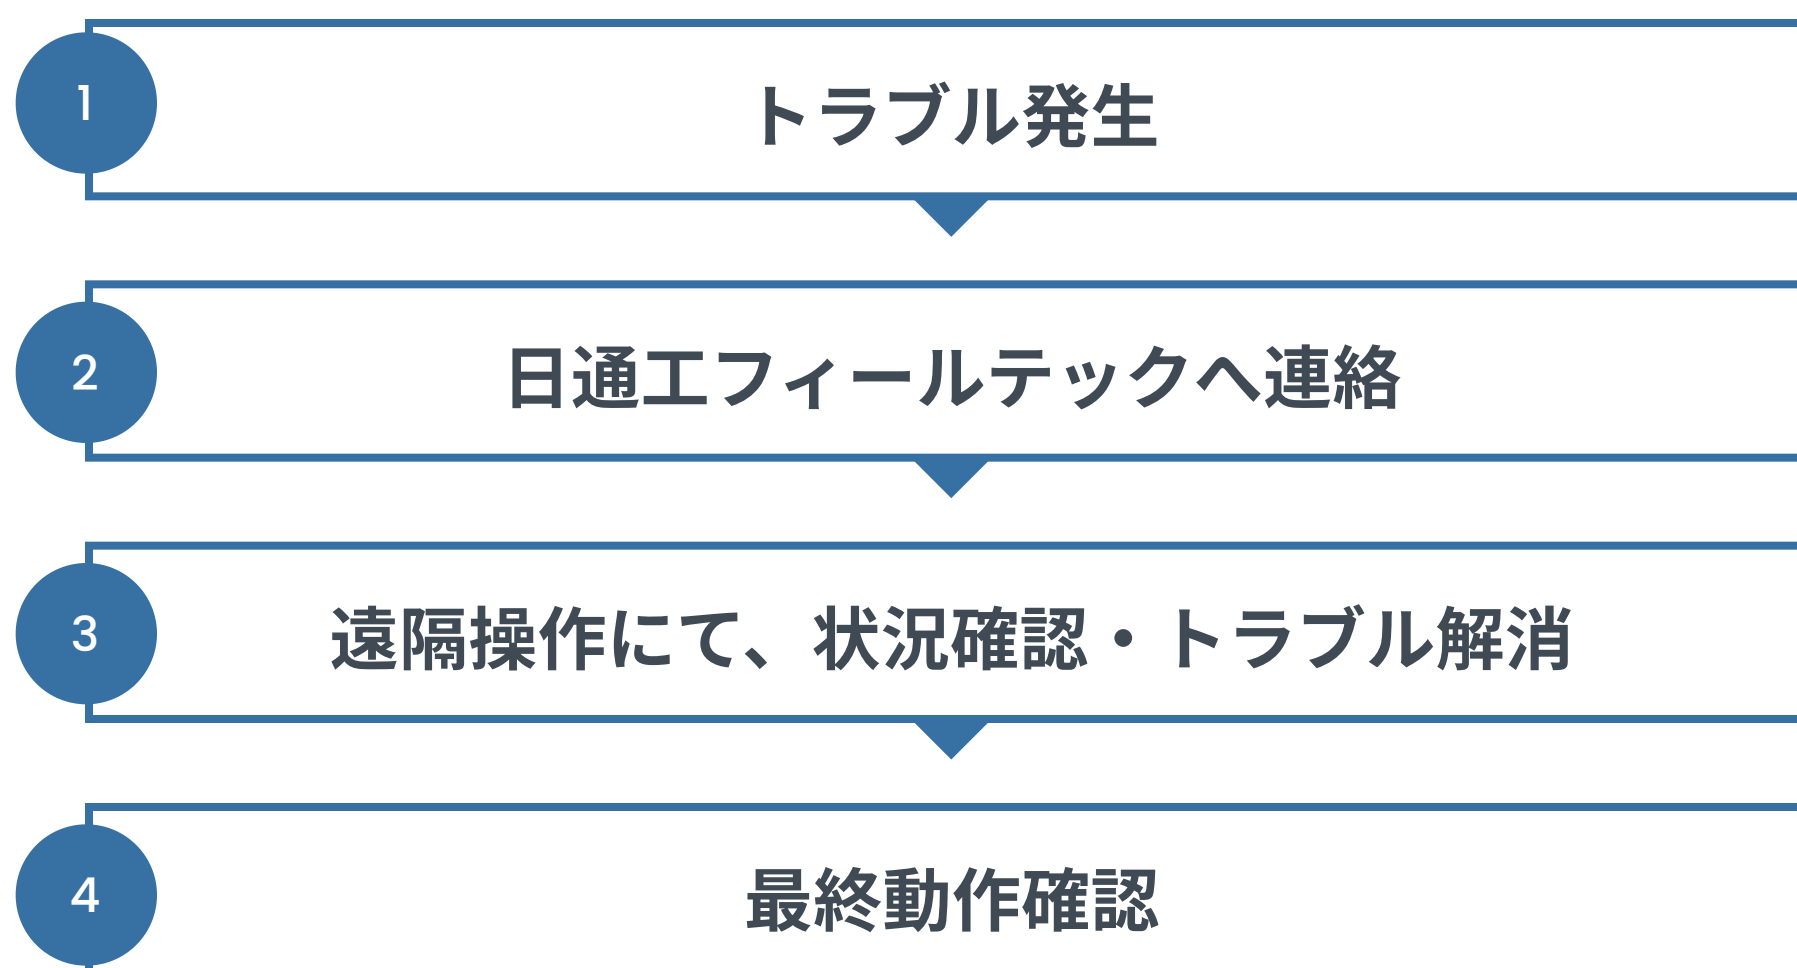 1
トラブル発生
2
日通工フィールテックへ連絡
3
遠隔操作にて、状況確認・トラブル解消
4
最終動作確認